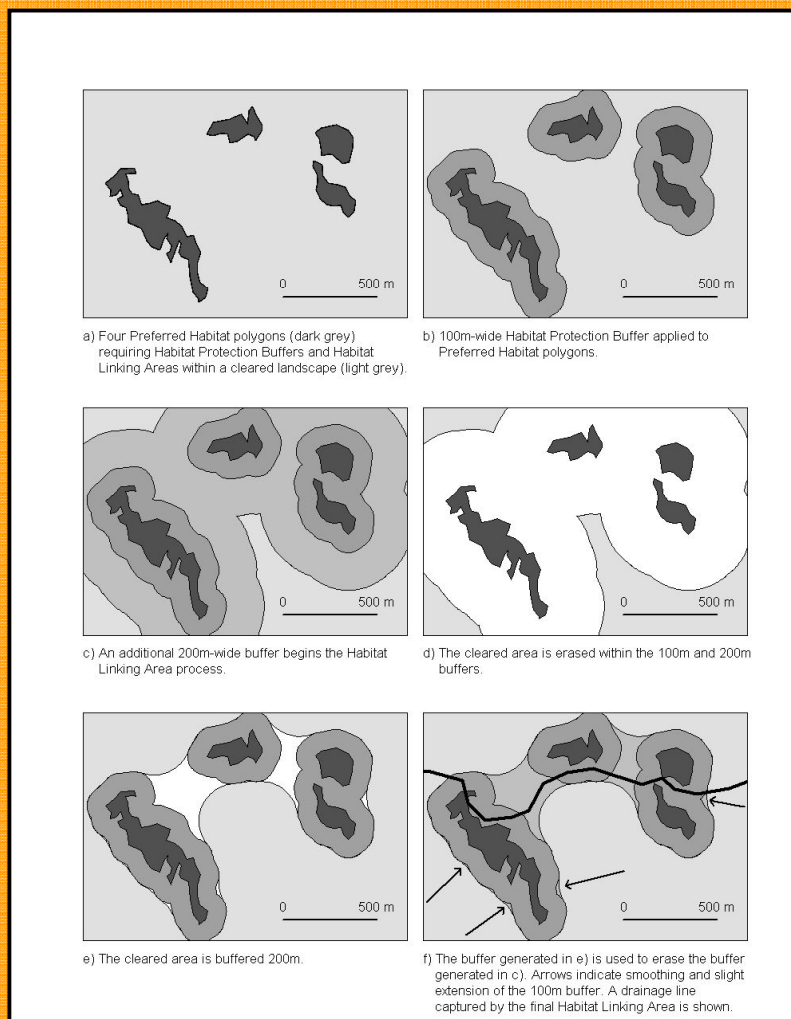 0 500 m
0 500 m
a) Four Preferred Habitat polygons (dark grey)
requiring Habitat Protection Buffers and Habitat
Linking Areas within a cleared landscape (light grey).
b) 100m-wide Habitat Protection Buffer applied to
Preferred Habitat polygons.
0 500 m
0 500 m
c) An additional 200m-wide buffer begins the Habitat
Linking Area process.
d) The cleared area is erased within the 100m and 200m
buffers.
0 500 m
0 500 m
e) The cleared area is buffered 200m.
f) The buffer generated in e) is used to erase the buffer
generated in c). Arrows indicate smoothing and slight
extension of the 100m buffer. A drainage line
captured by the final Habitat Linking Area is shown.